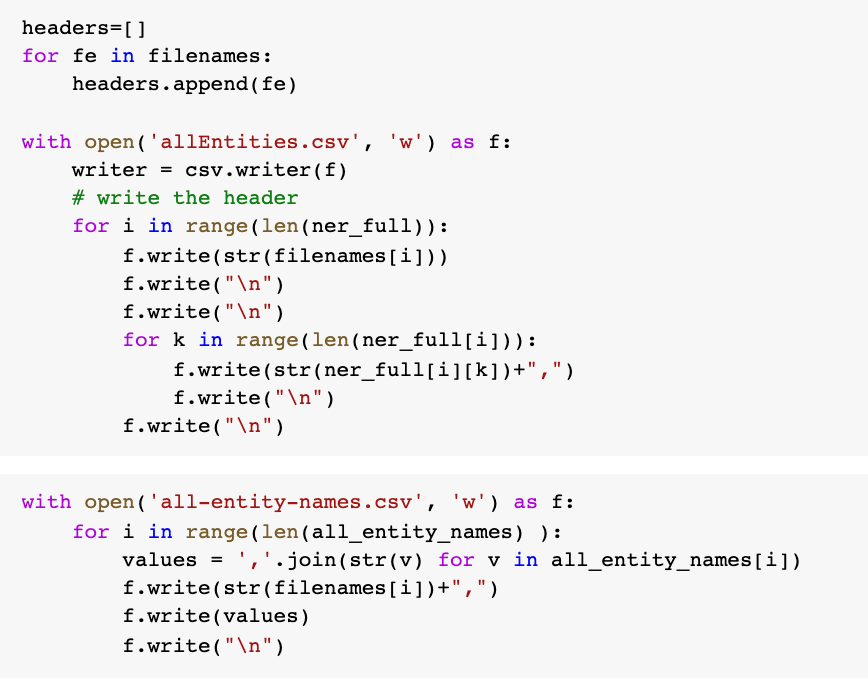 headers=[]
for fe in filenames:
    headers.append(fe)

with open('allEntities.csv', 'w') as f:
    writer = csv.writer(f)
    # write the header
    for i in range(len(ner_full)):
        f.write(str(filenames[i]))
        f.write("\n")
        f.write("\n")
        for k in range(len(ner_full[i])):
            f.write(str(ner_full[i][k])+",")
            f.write("\n")
        f.write("\n")

with open('all-entity-names.csv', 'w') as f:
    for i in range(len(all_entity_names) ):
        values = ','.join(str(v) for v in all_entity_names[i])
        f.write(str(filenames[i])+",")
        f.write(values)
        f.write("\n")